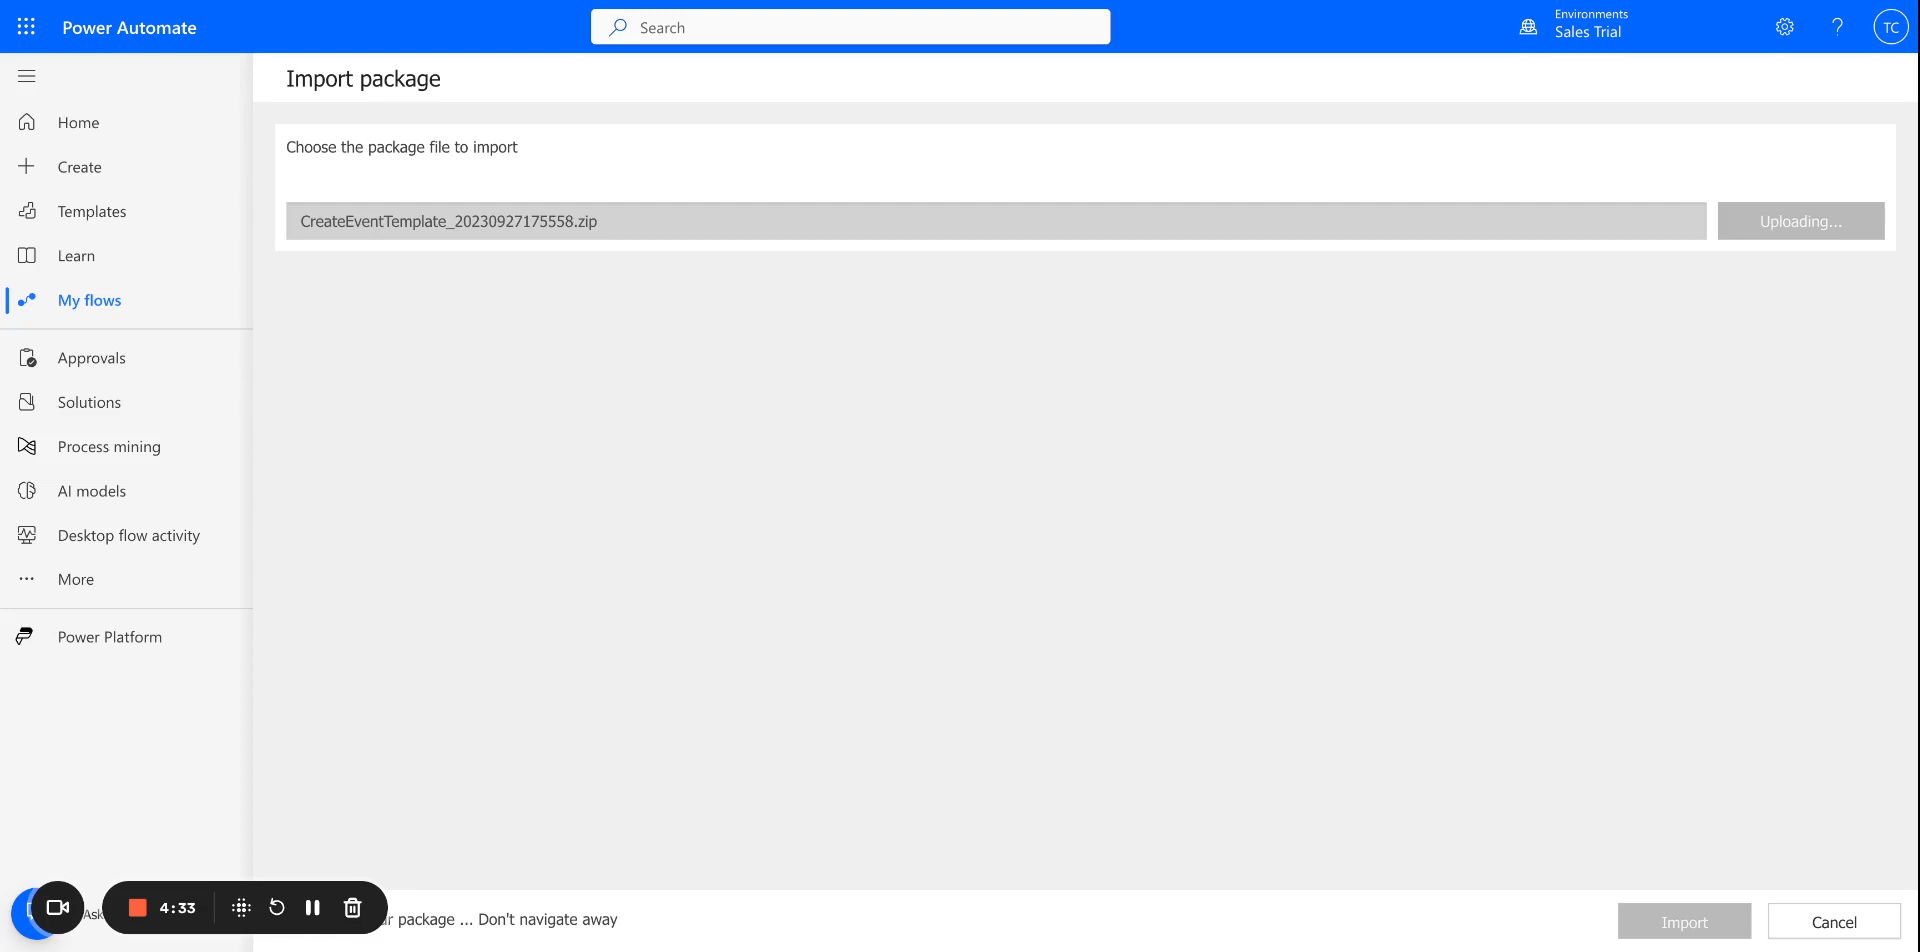 Power Automate
Search
Environments
Sales Trial
?
TC
Import package
Home
Create
Templates
Learn
My flows
Approvals
Solutions
Process mining
AI models
Desktop flow activity
More
Power Platform
Choose the package file to import
CreateEventTemplate_20230927175558.zip
Uploading...
Ask
4:33
package ... Don't navigate away
Import
Cancel